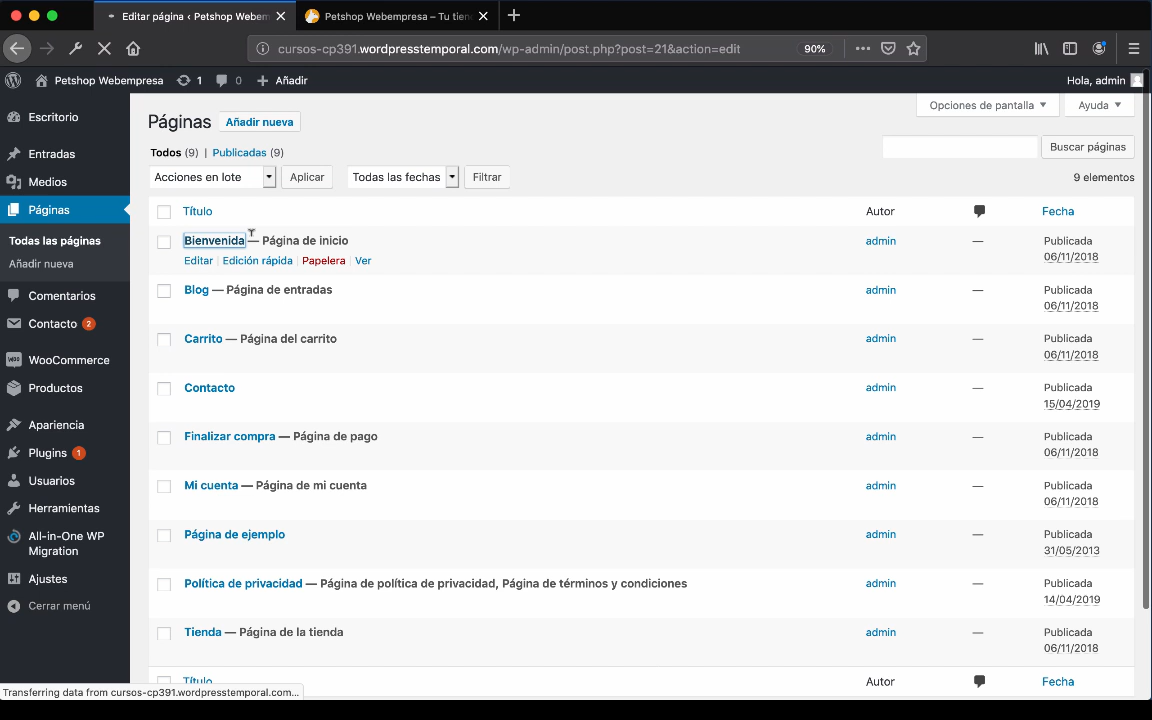 Editar página ‹ Petshop Webem
Petshop Webempresa – Tu tien
cursos-cp391.wordpresstemporal.com/wp-admin/post.php?post=21&action=edit
90%
Petshop Webempresa
1
0
Añadir
Hola, admin
Escritorio
Entradas
Medios
Páginas
Todas las páginas
Añadir nueva
Comentarios
Contacto 2
WooCommerce
Productos
Apariencia
Plugins 1
Usuarios
Herramientas
All-in-One WP
Migration
Ajustes
Cerrar menú
Opciones de pantalla
Ayuda
Páginas
Añadir nueva
Todos (9) | Publicadas (9)
Buscar páginas
Acciones en lote
Aplicar
Todas las fechas
Filtrar
9 elementos
Título
Autor
Fecha
Bienvenida — Página de inicio
Editar | Edición rápida | Papelera | Ver
admin
—
Publicada
06/11/2018
Blog — Página de entradas
admin
—
Publicada
06/11/2018
Carrito — Página del carrito
admin
—
Publicada
06/11/2018
Contacto
admin
—
Publicada
15/04/2019
Finalizar compra — Página de pago
admin
—
Publicada
06/11/2018
Mi cuenta — Página de mi cuenta
admin
—
Publicada
06/11/2018
Página de ejemplo
admin
—
Publicada
31/05/2013
Política de privacidad — Página de política de privacidad, Página de términos y condiciones
admin
—
Publicada
14/04/2019
Tienda — Página de la tienda
admin
—
Publicada
06/11/2018
Título
Autor
Fecha
Transferring data from cursos-cp391.wordpresstemporal.com...